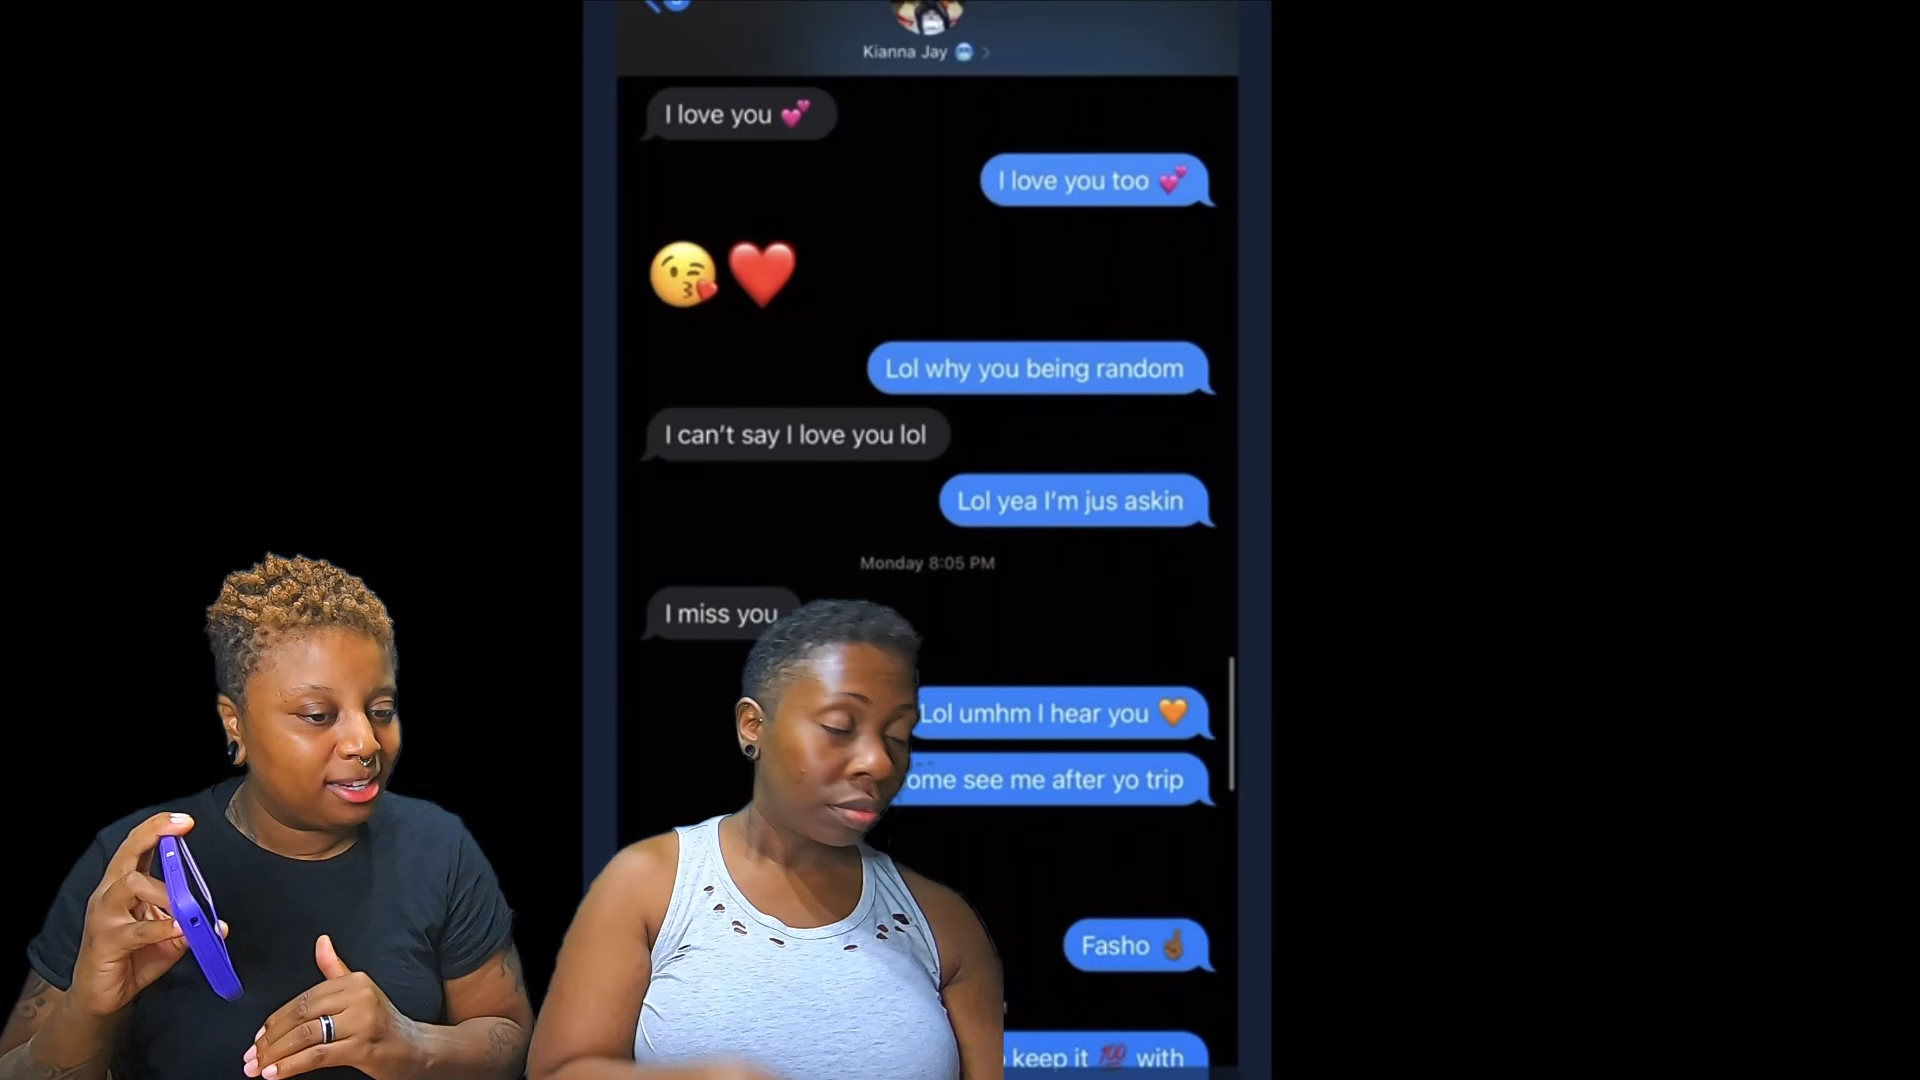 Kianna Jay
I love you 💕
I love you too 💕
😘❤️
Lol why you being random
I can't say I love you lol
Lol yea I'm jus askin
Monday 8:05 PM
I miss you
Lol umhm I hear you 🧡
ome see me after yo trip
Fasho 🤞🏾
keep it 💯 with